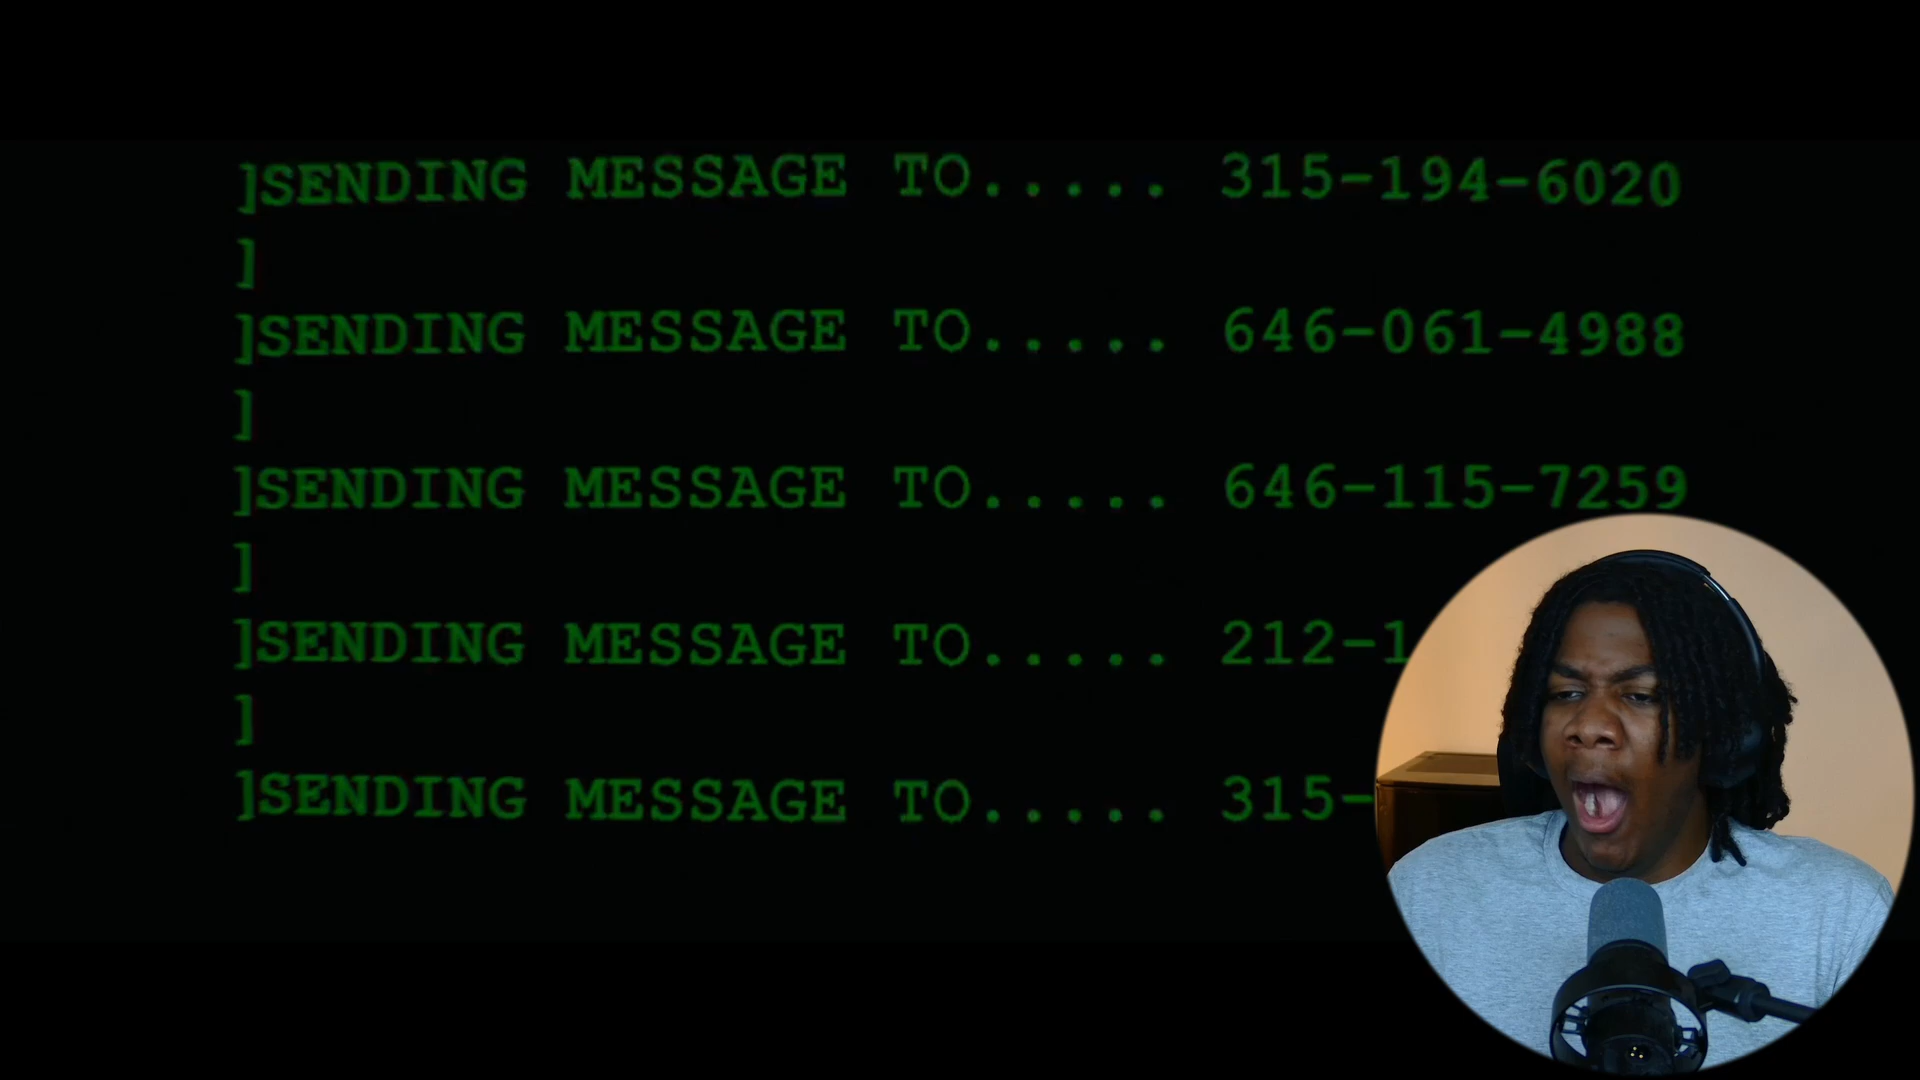 ]SENDING MESSAGE TO..... 315-194-6020
]
]SENDING MESSAGE TO..... 646-061-4988
]
]SENDING MESSAGE TO..... 646-115-7259
]
]SENDING MESSAGE TO..... 212-1
]
]SENDING MESSAGE TO..... 315-